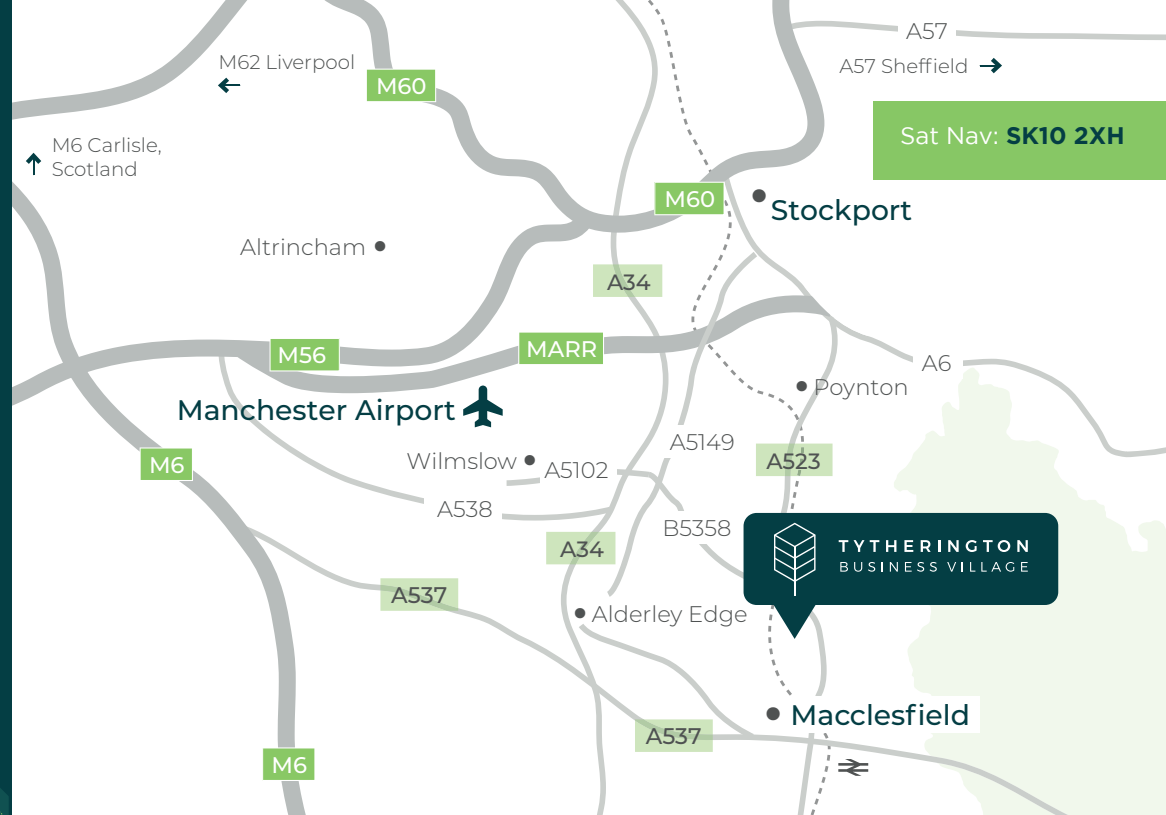 A57
M62 Liverpool
A57 Sheffield
M60
Sat Nav: SK10 2XH
M6 Carlisle,
Scotland
M60
Stockport
Altrincham
A34
MARR
M56
A6
Poynton
Manchester Airport
A5149
Wilmslow
A523
M6
A5102
A538
B5358
A34
TYTHERINGTON
BUSINESS VILLAGE
A537
Alderley Edge
Macclesfield
A537
M6